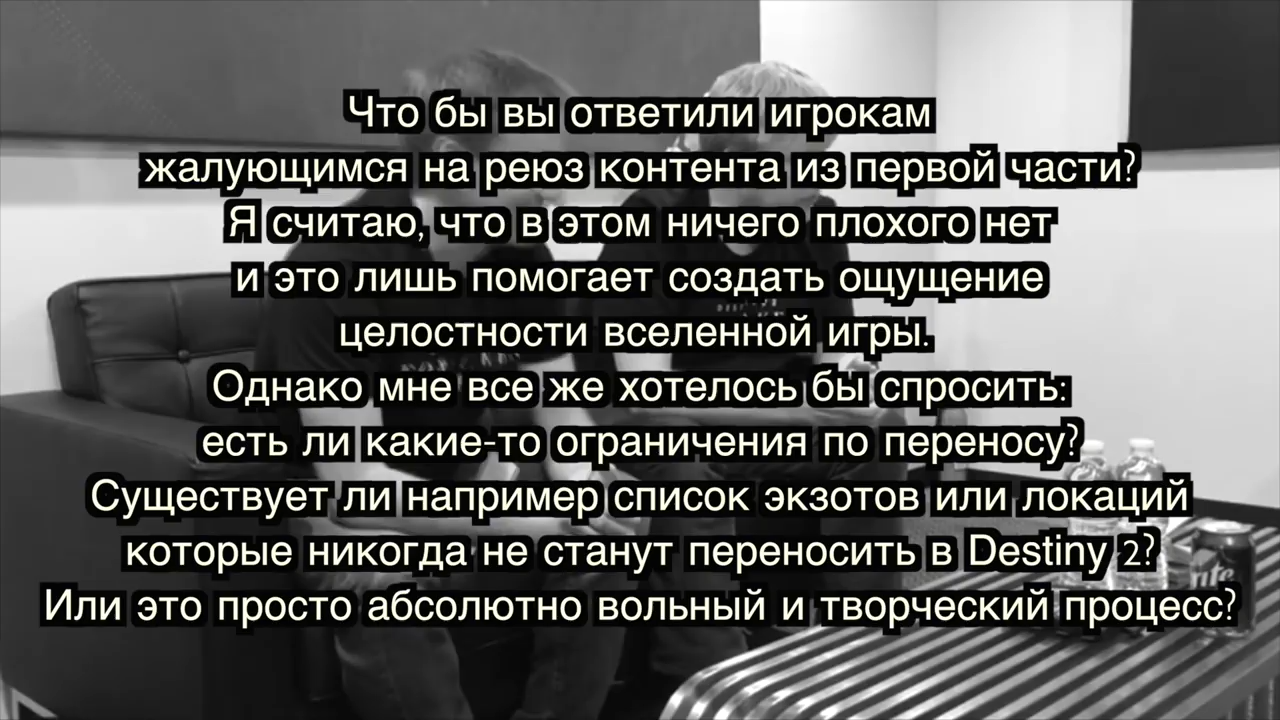 Что бы вы ответили игрокам
жалующимся на реюз контента из первой части?
Я считаю, что в этом ничего плохого нет
и это лишь помогает создать ощущение
целостности вселенной игры.
Однако мне все же хотелось бы спросить:
есть ли какие-то ограничения по переносу?
Существует ли например список экзотов или локаций
которые никогда не станут переносить в Destiny 2?
Или это просто абсолютно вольный и творческий процесс?